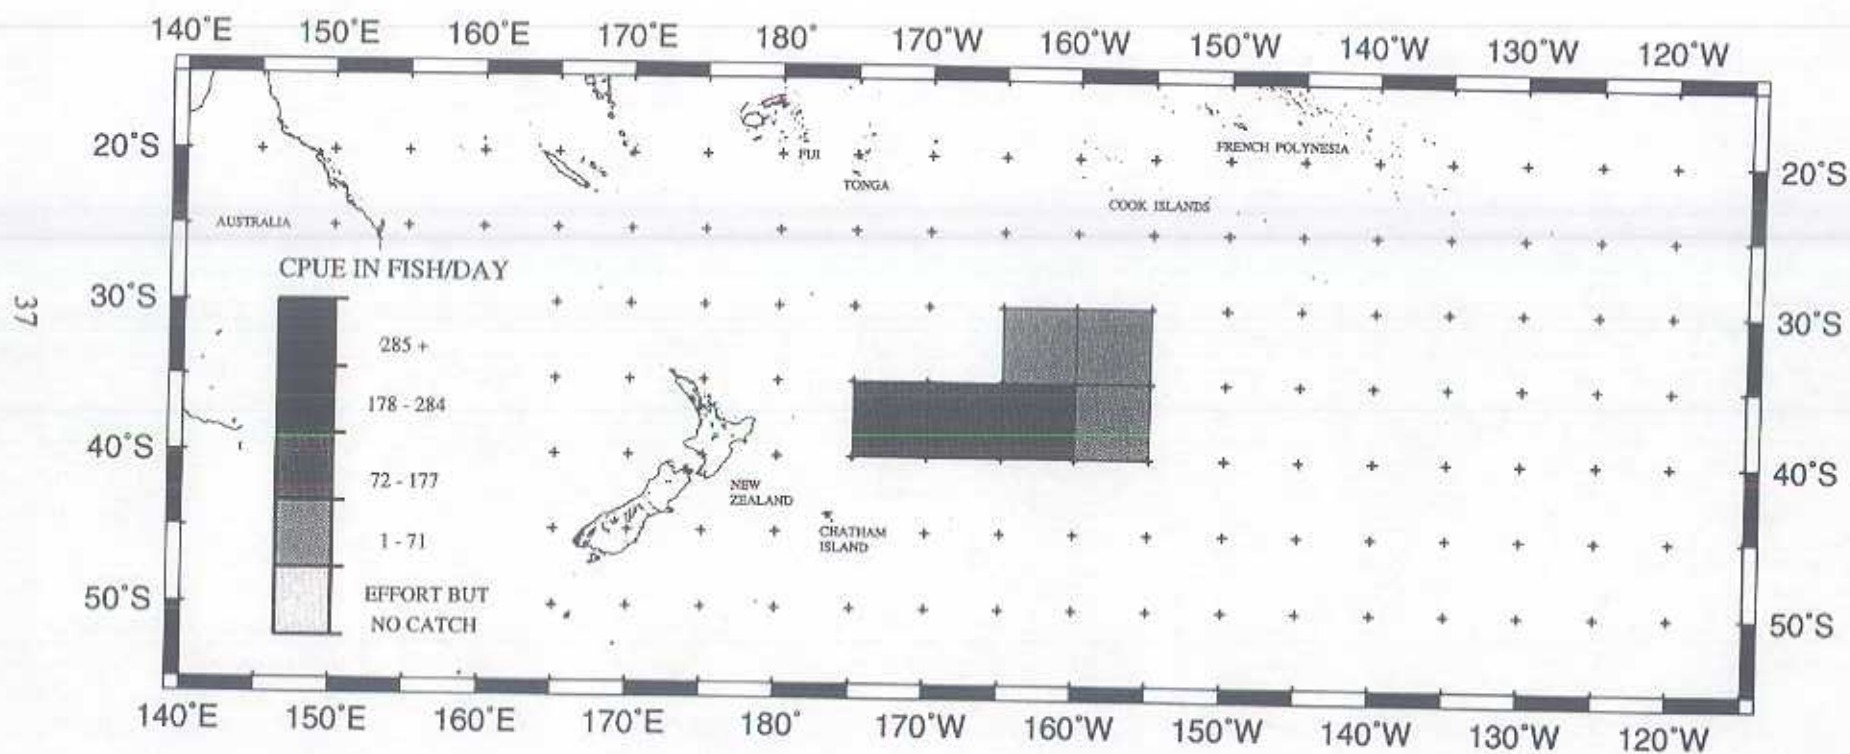 140°E 150°E 160°E 170°E 180° 170°W 160°W 150°W 140°W 130°W 120°W
20°S 20°S
FIJI
FRENCH POLYNESIA
TONGA
COOK ISLANDS
AUSTRALIA
CPUE IN FISH/DAY
30°S 30°S
285 +
178 - 284
40°S 40°S
72 - 177
NEW
ZEALAND
1 - 71
CHATHAM
ISLAND
EFFORT BUT
NO CATCH
50°S 50°S
140°E 150°E 160°E 170°E 180° 170°W 160°W 150°W 140°W 130°W 120°W
37